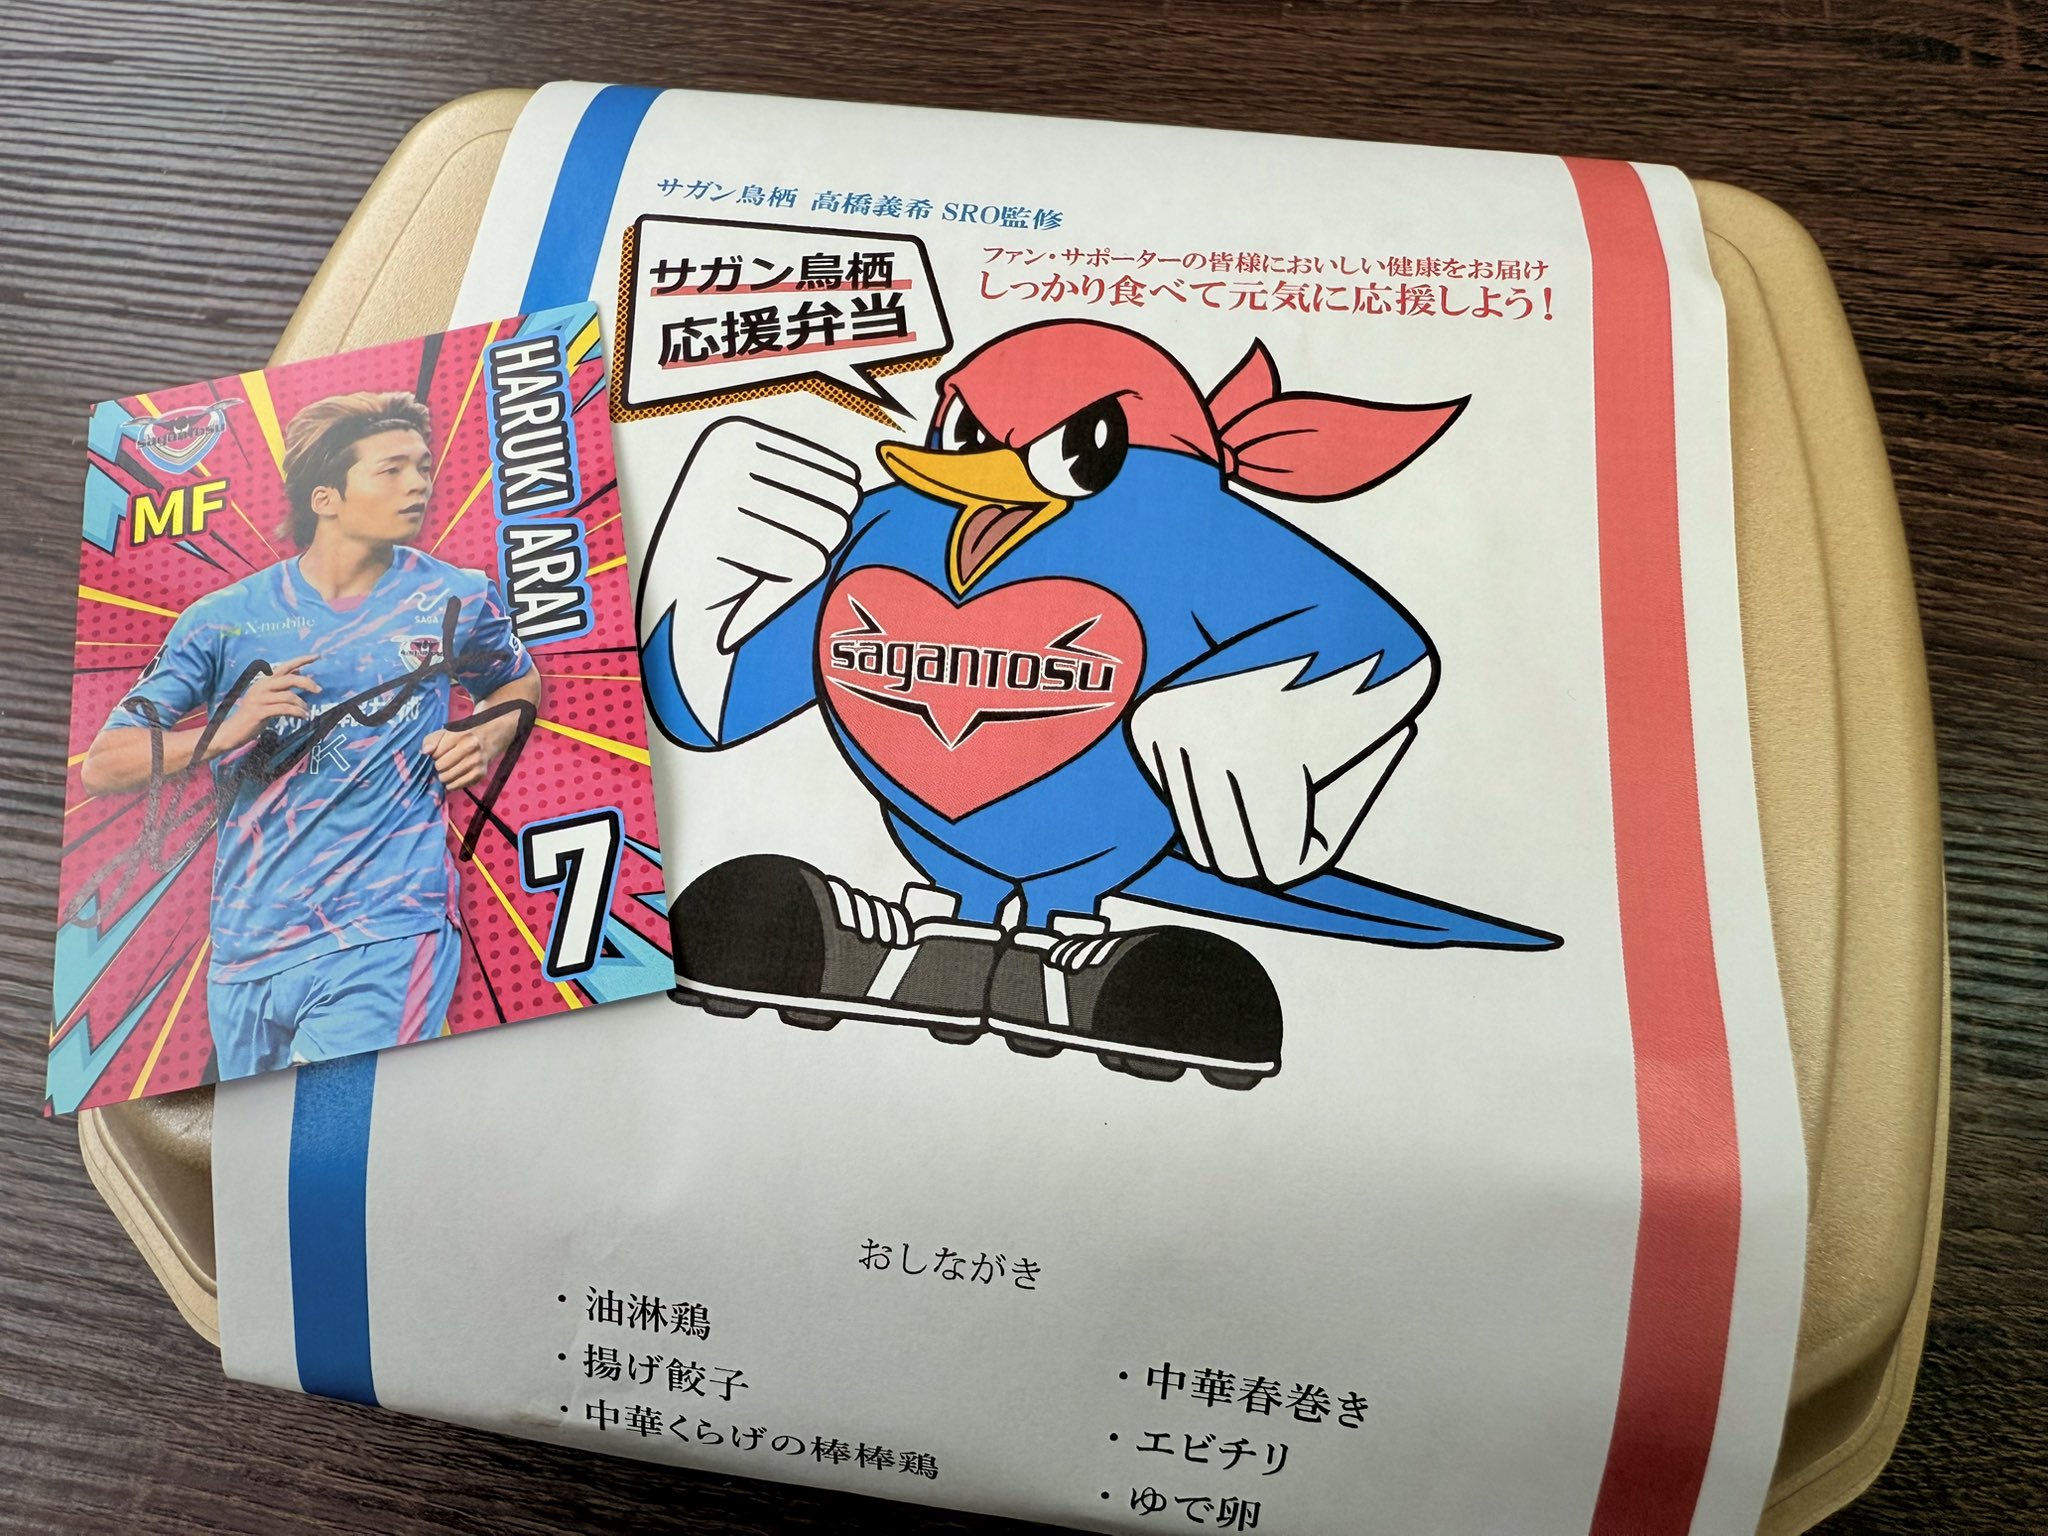 サガン鳥栖 高橋義希 SRO監修
ファン・サポーターの皆様においしい健康をお届け
しっかり食べて元気に応援しよう！
サガン鳥栖
応援弁当
saganTosu
sagantosu
MF
HARUKI ARAI
X-mobile
SAGA
7
おしながき
・油淋鶏
・揚げ餃子
・中華くらげの棒棒鶏
・中華春巻き
・エビチリ
・ゆで卵